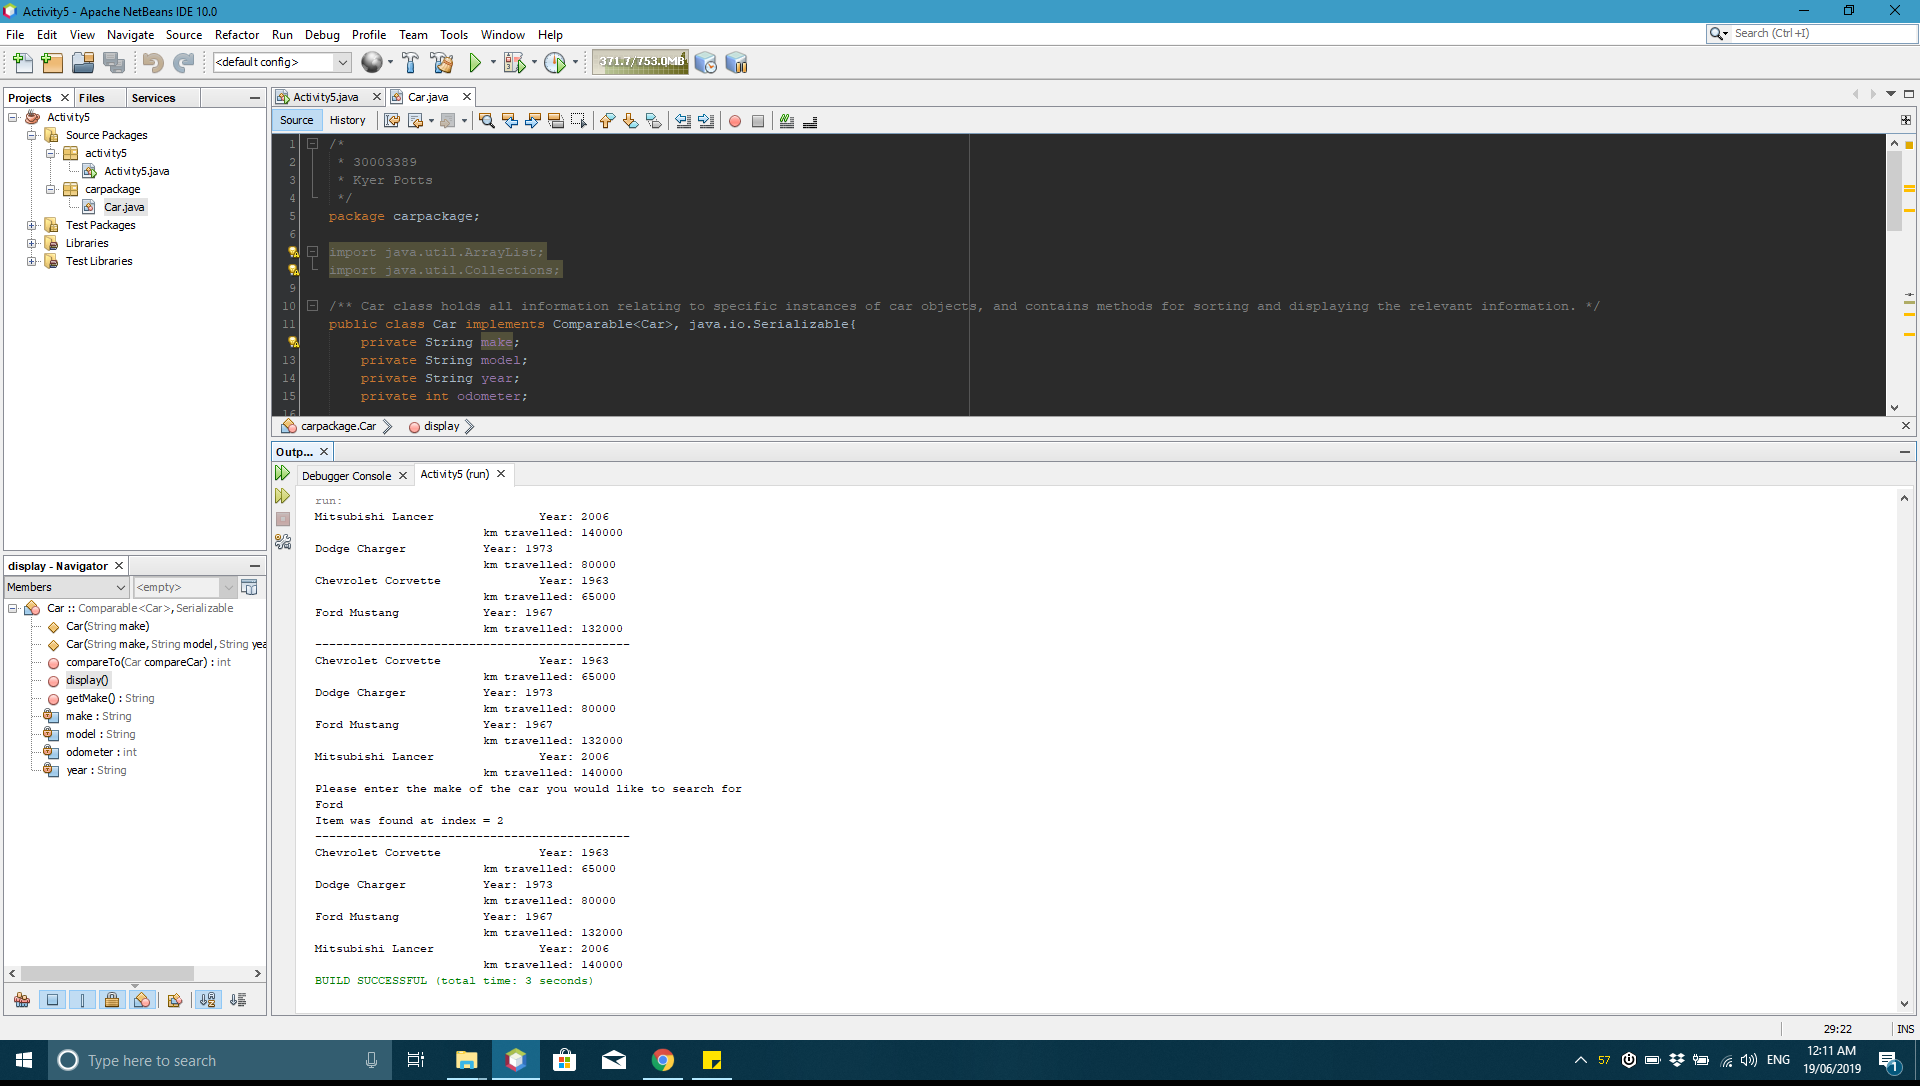 Activity5 - Apache NetBeans IDE 10.0
File Edit View Navigate Source Refactor Run Debug Profile Team Tools Window Help
Search (Ctrl+I)
<default config>
371.7/753.0MB
Projects Files Services
Activity5
Source Packages
activity5
Activity5.java
carpackage
Car.java
Test Packages
Libraries
Test Libraries
Activity5.java Car.java
Source History
1 /*
2 * 30003389
3 * Kyer Potts
4 */
5 package carpackage;
6
import java.util.ArrayList;
import java.util.Collections;
9
10 /** Car class holds all information relating to specific instances of car objects, and contains methods for sorting and displaying the relevant information. */
11 public class Car implements Comparable<Car>, java.io.Serializable{
private String make;
13 private String model;
14 private String year;
15 private int odometer;
16
carpackage.Car display
display - Navigator
Members <empty>
Car :: Comparable<Car>, Serializable
Car(String make)
Car(String make, String model, String yea
compareTo(Car compareCar) : int
display()
getMake() : String
make : String
model : String
odometer : int
year : String
Outp...
Debugger Console Activity5 (run)
run:
Mitsubishi Lancer Year: 2006
km travelled: 140000
Dodge Charger Year: 1973
km travelled: 80000
Chevrolet Corvette Year: 1963
km travelled: 65000
Ford Mustang Year: 1967
km travelled: 132000
---------------------------------------------
Chevrolet Corvette Year: 1963
km travelled: 65000
Dodge Charger Year: 1973
km travelled: 80000
Ford Mustang Year: 1967
km travelled: 132000
Mitsubishi Lancer Year: 2006
km travelled: 140000
Please enter the make of the car you would like to search for
Ford
Item was found at index = 2
---------------------------------------------
Chevrolet Corvette Year: 1963
km travelled: 65000
Dodge Charger Year: 1973
km travelled: 80000
Ford Mustang Year: 1967
km travelled: 132000
Mitsubishi Lancer Year: 2006
km travelled: 140000
BUILD SUCCESSFUL (total time: 3 seconds)
29:22 INS
Type here to search
57 ENG
12:11 AM
19/06/2019
1